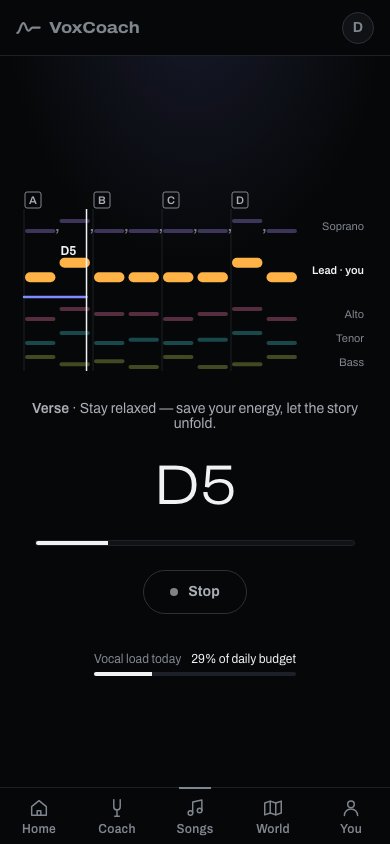 VoxCoach
D
A B C D
Soprano
D5
Lead · you
Alto
Tenor
Bass
Verse · Stay relaxed — save your energy, let the story
unfold.
D5
Stop
Vocal load today 29% of daily budget
Home Coach Songs World You